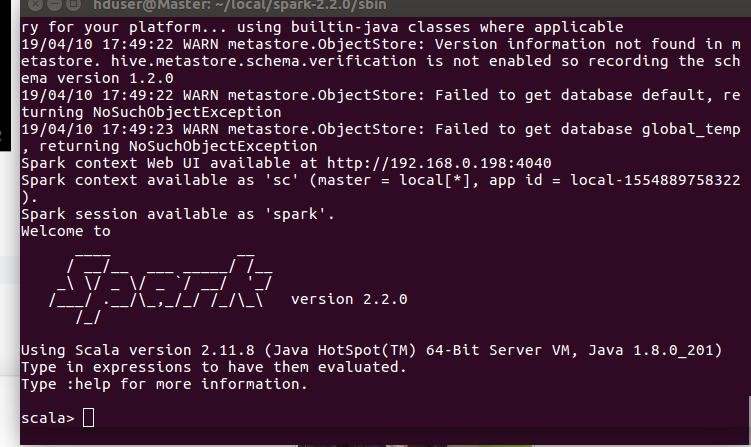 hduser@Master: ~/local/spark-2.2.0/sbin
ry for your platform... using builtin-java classes where applicable
19/04/10 17:49:22 WARN metastore.ObjectStore: Version information not found in m
etastore. hive.metastore.schema.verification is not enabled so recording the sch
ema version 1.2.0
19/04/10 17:49:22 WARN metastore.ObjectStore: Failed to get database default, re
turning NoSuchObjectException
19/04/10 17:49:23 WARN metastore.ObjectStore: Failed to get database global_temp
, returning NoSuchObjectException
Spark context Web UI available at http://192.168.0.198:4040
Spark context available as 'sc' (master = local[*], app id = local-1554889758322
).
Spark session available as 'spark'.
Welcome to
      ____              __
     / __/__  ___ _____/ /__
    _\ \/ _ \/ _ `/ __/  '_/
   /___/ .__/\_,_/_/ /_/\_\   version 2.2.0
      /_/
Using Scala version 2.11.8 (Java HotSpot(TM) 64-Bit Server VM, Java 1.8.0_201)
Type in expressions to have them evaluated.
Type :help for more information.
scala>